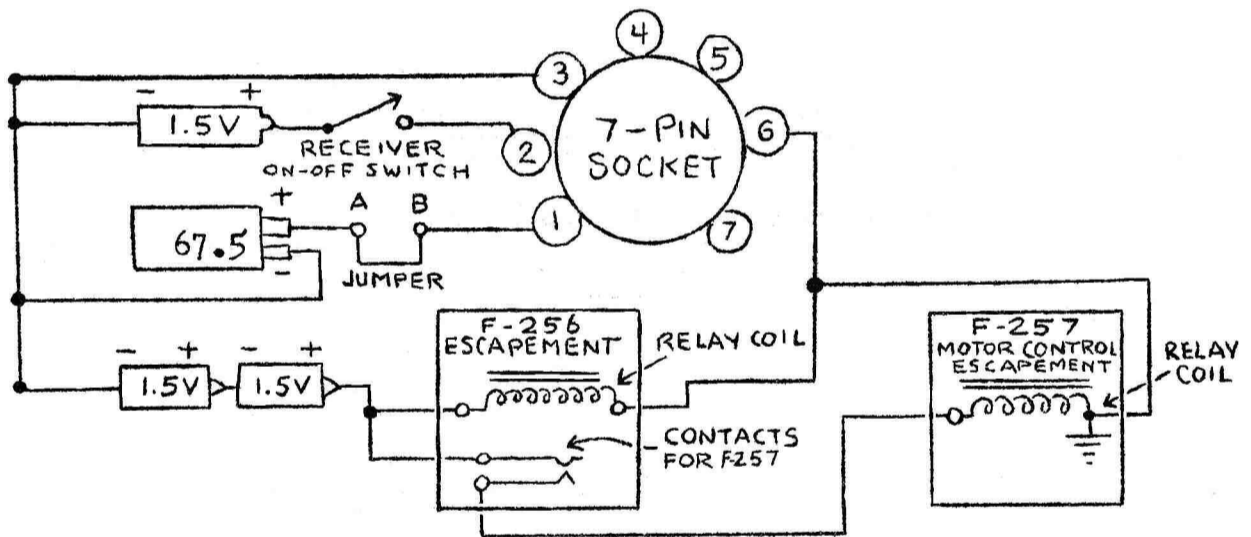 4
3
5
- +
1.5V
7-PIN
SOCKET
6
2
RECEIVER
ON-OFF SWITCH
+
A B
1
7
67.5
-
JUMPER
F-256
ESCAPEMENT
RELAY COIL
F-257
MOTOR CONTROL
ESCAPEMENT
RELAY
COIL
- + - +
1.5V 1.5V
CONTACTS
FOR F-257